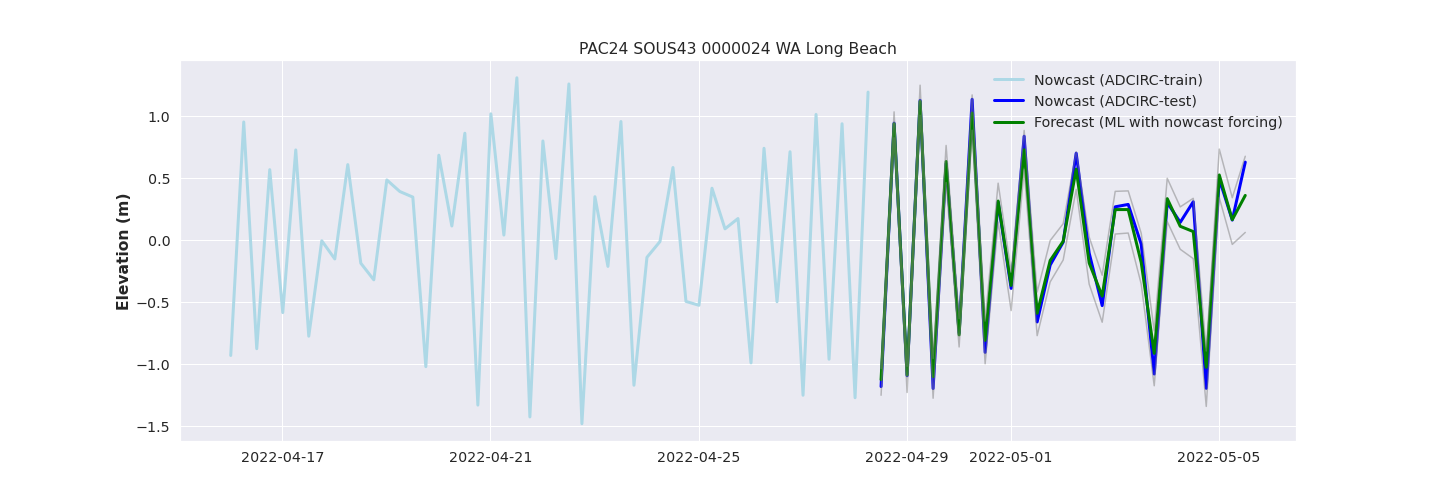 PAC24 SOUS43 0000024 WA Long Beach
Nowcast (ADCIRC-train)
Nowcast (ADCIRC-test)
Forecast (ML with nowcast forcing)
Elevation (m)
1.0
0.5
0.0
−0.5
−1.0
−1.5
2022-04-17 2022-04-21 2022-04-25 2022-04-29 2022-05-01 2022-05-05